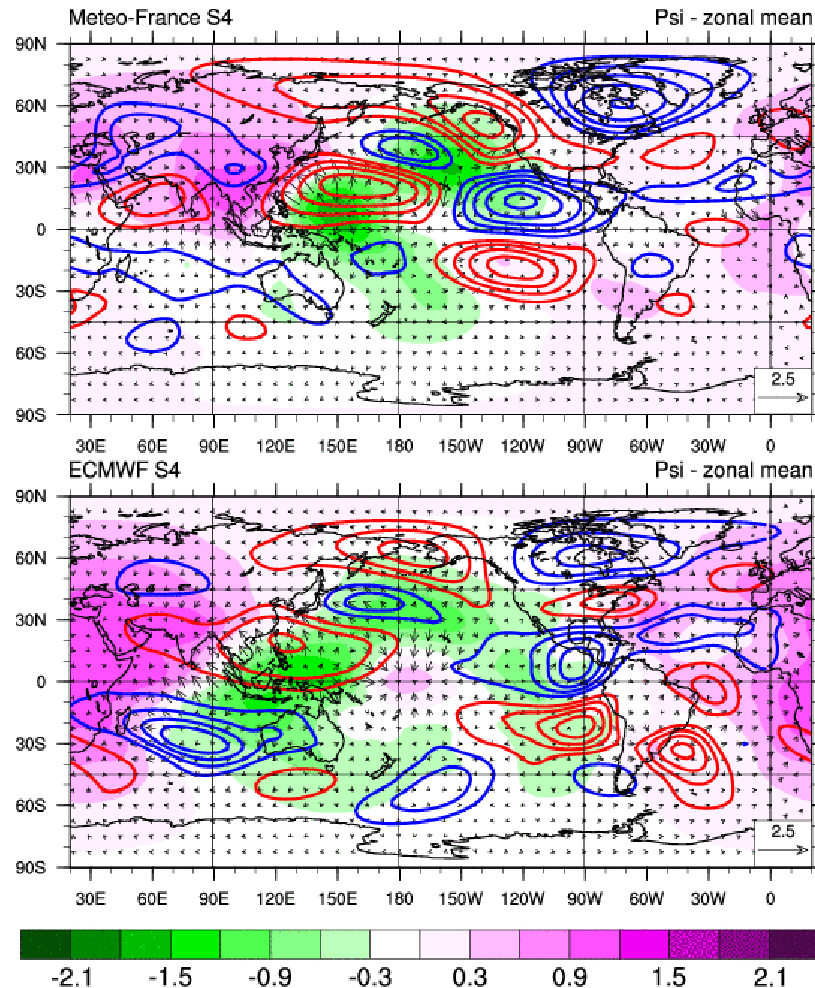 Meteo-France S4 Psi - zonal mean
90N
60N
30N
0
30S
60S
90S
2.5
30E 60E 90E 120E 150E 180 150W 120W 90W 60W 30W 0
ECMWF S4 Psi - zonal mean
90N
60N
30N
0
30S
60S
90S
2.5
30E 60E 90E 120E 150E 180 150W 120W 90W 60W 30W 0
-2.1 -1.5 -0.9 -0.3 0.3 0.9 1.5 2.1